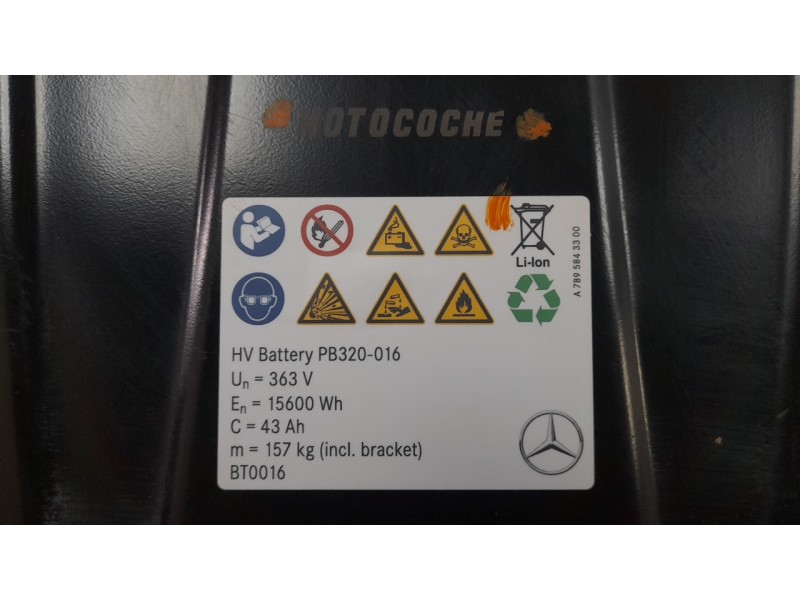 MOTOCOCHE
Li-Ion
A 789 584 33 00
HV Battery PB320-016
Un = 363 V
En = 15600 Wh
C = 43 Ah
m = 157 kg (incl. bracket)
BT0016